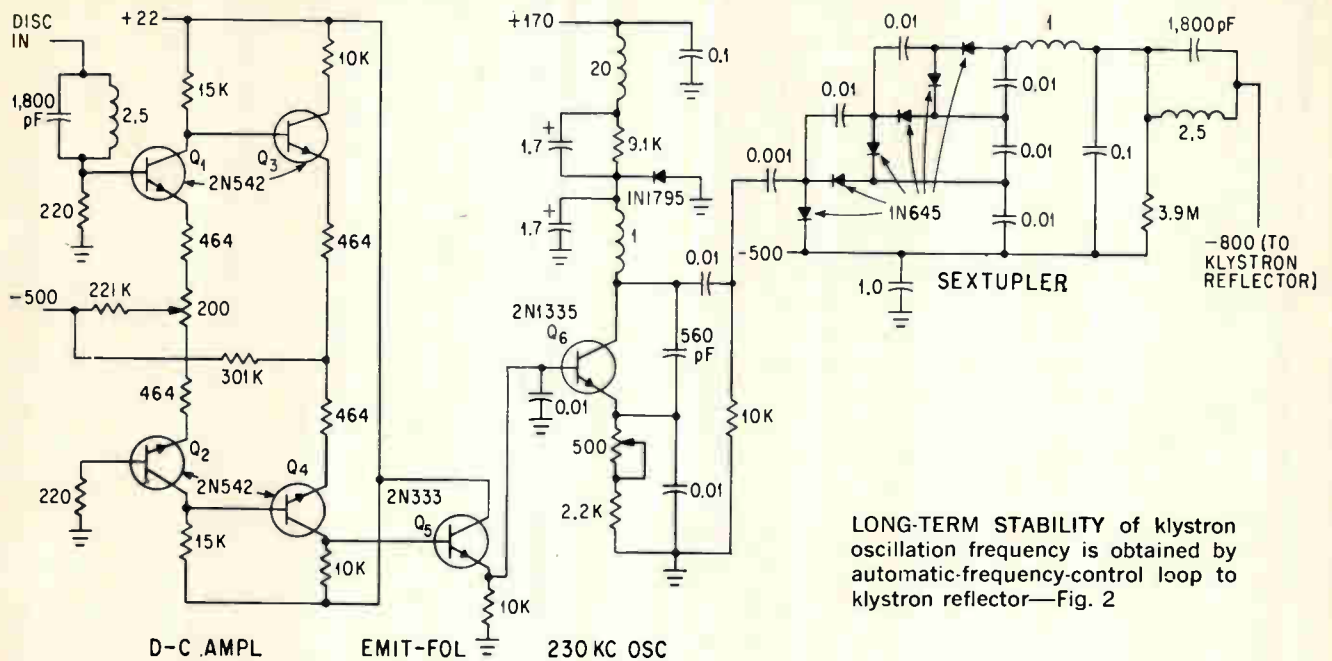 DISC
IN
+22
10K
15K
1,800
pF
2.5
Q1
Q3
2N542
220
464
464
-500
221K
200
301K
464
464
Q2
2N542
Q4
220
15K
10K
2N333
Q5
10K
D-C AMPL
EMIT-FOL
230 KC OSC
+170
0.1
20
1.7
+
9.1K
1N1795
1.7
+
1
0.01
2N1335
Q6
560
pF
0.01
500
2.2K
0.01
10K
0.001
0.01
0.01
1
1,800 pF
0.01
0.01
0.01
0.1
2.5
1N645
3.9M
-500
1.0
SEXTUPLER
-800 (TO
KLYSTRON
REFLECTOR)
LONG-TERM STABILITY of klystron
oscillation frequency is obtained by
automatic-frequency-control loop to
klystron reflector—Fig. 2